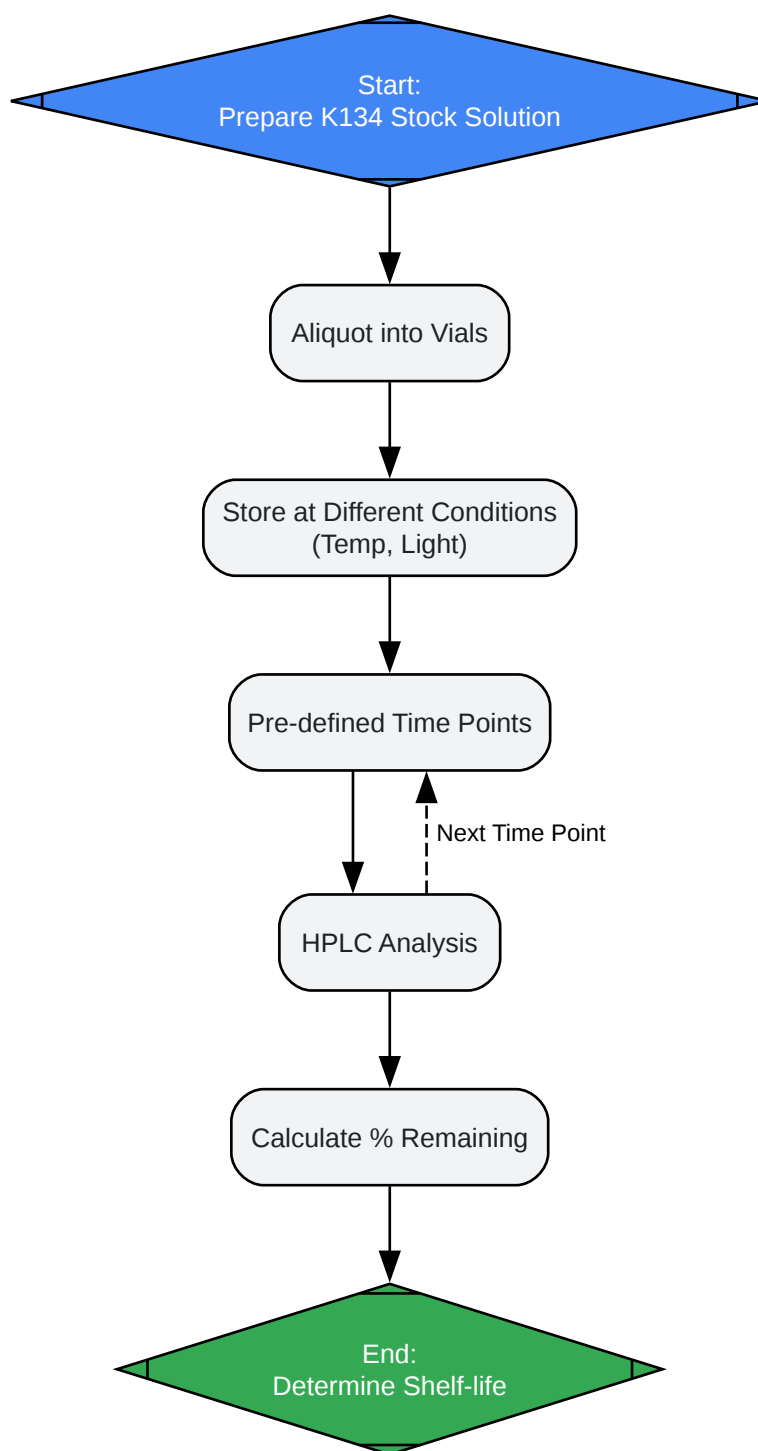 Start:
Prepare K134 Stock Solution
Aliquot into Vials
Store at Different Conditions
(Temp, Light)
Pre-defined Time Points
Next Time Point
HPLC Analysis
Calculate % Remaining
End:
Determine Shelf-life